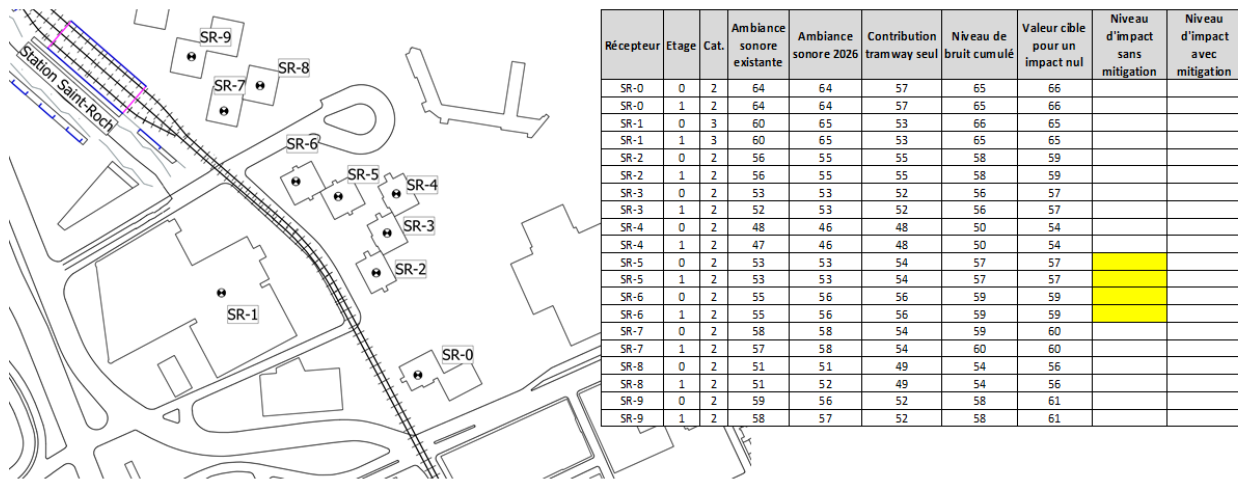 SR-9
SR-8
SR-7
Station Saint-Roch
SR-6
SR-5
SR-4
SR-3
SR-2
SR-1
SR-0
Récepteur Etage Cat. Ambiance sonore existante Ambiance sonore 2026 Contribution tramway seul Niveau de bruit cumulé Valeur cible pour un impact nul Niveau d'impact sans mitigation Niveau d'impact avec mitigation
SR-0 0 2 64 64 57 65 66
SR-0 1 2 64 64 57 65 66
SR-1 0 3 60 65 53 66 65
SR-1 1 3 60 65 53 65 65
SR-2 0 2 56 55 55 58 59
SR-2 1 2 56 55 55 58 59
SR-3 0 2 53 53 52 56 57
SR-3 1 2 52 53 52 56 57
SR-4 0 2 48 46 48 50 54
SR-4 1 2 47 46 48 50 54
SR-5 0 2 53 53 54 57 57
SR-5 1 2 53 53 54 57 57
SR-6 0 2 55 56 56 59 59
SR-6 1 2 55 56 56 59 59
SR-7 0 2 58 58 54 59 60
SR-7 1 2 57 58 54 60 60
SR-8 0 2 51 51 49 54 56
SR-8 1 2 51 52 49 54 56
SR-9 0 2 59 56 52 58 61
SR-9 1 2 58 57 52 58 61